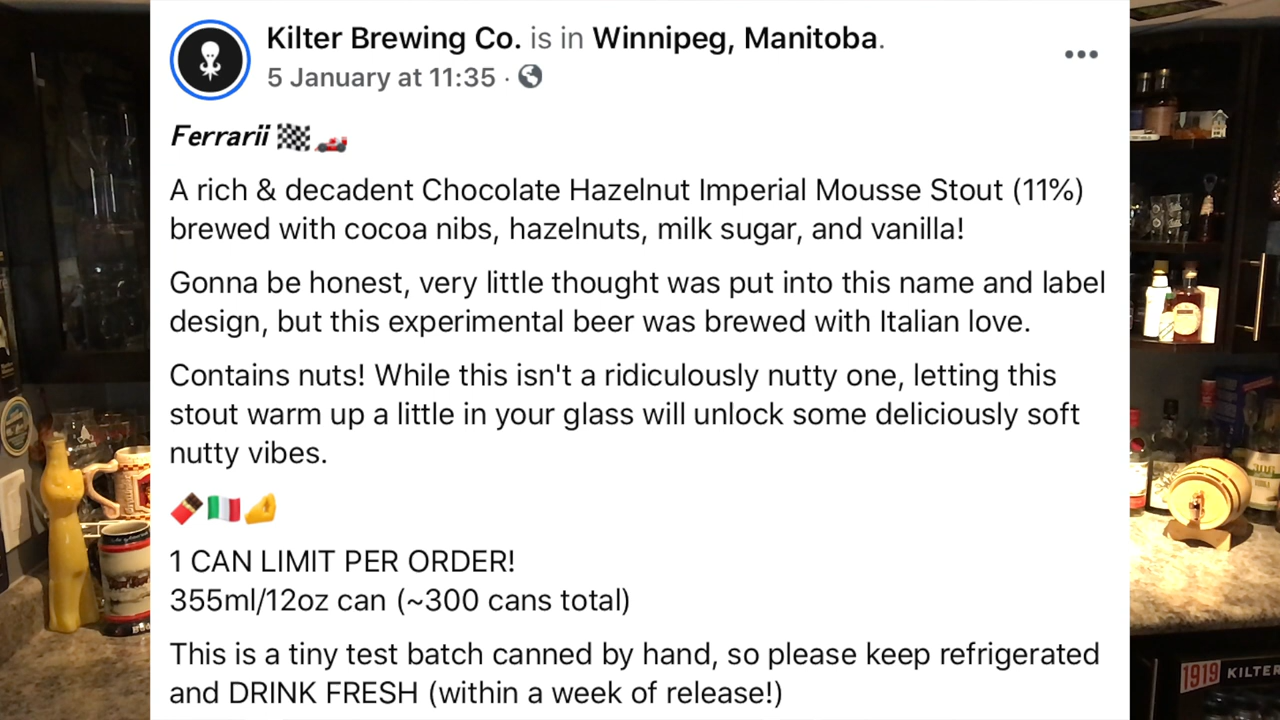 Kilter Brewing Co. is in Winnipeg, Manitoba.
5 January at 11:35 ·
Ferrarii 🏁🏎️
A rich & decadent Chocolate Hazelnut Imperial Mousse Stout (11%)
brewed with cocoa nibs, hazelnuts, milk sugar, and vanilla!
Gonna be honest, very little thought was put into this name and label
design, but this experimental beer was brewed with Italian love.
Contains nuts! While this isn't a ridiculously nutty one, letting this
stout warm up a little in your glass will unlock some deliciously soft
nutty vibes.
🍫🇮🇹🤌
1 CAN LIMIT PER ORDER!
355ml/12oz can (~300 cans total)
This is a tiny test batch canned by hand, so please keep refrigerated
and DRINK FRESH (within a week of release!)
1919 KILTER